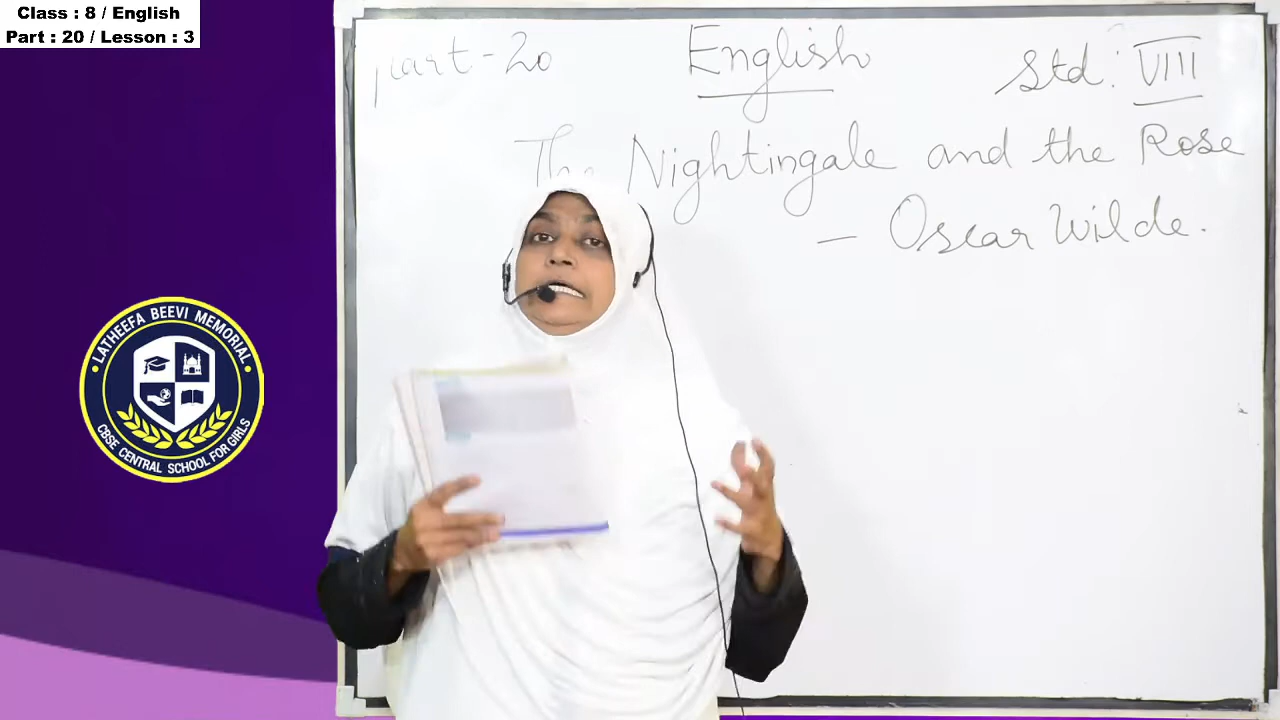 Class : 8 / English
Part : 20 / Lesson : 3
part-20
English
Std: VIII
The Nightingale and the Rose
- Oscar Wilde.
LATHEEFA BEEVI MEMORIAL
CBSE CENTRAL SCHOOL FOR GIRLS